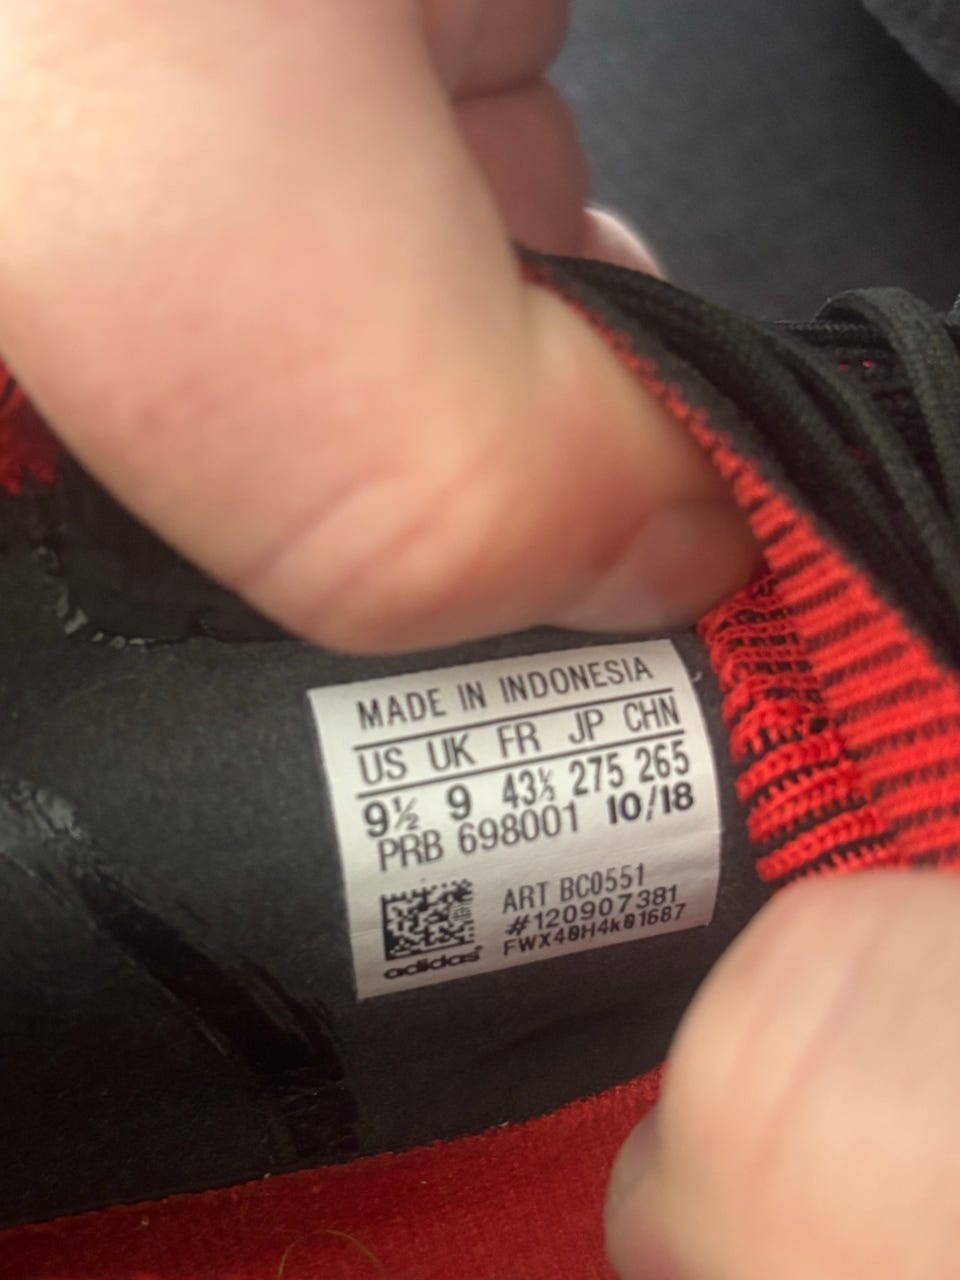 MADE IN INDONESIA
US UK FR JP CHN
9½ 9 43⅓ 275 265
PRB 698001 10/18
ART BC0551
#120907381
FWX40H4k01687
adidas